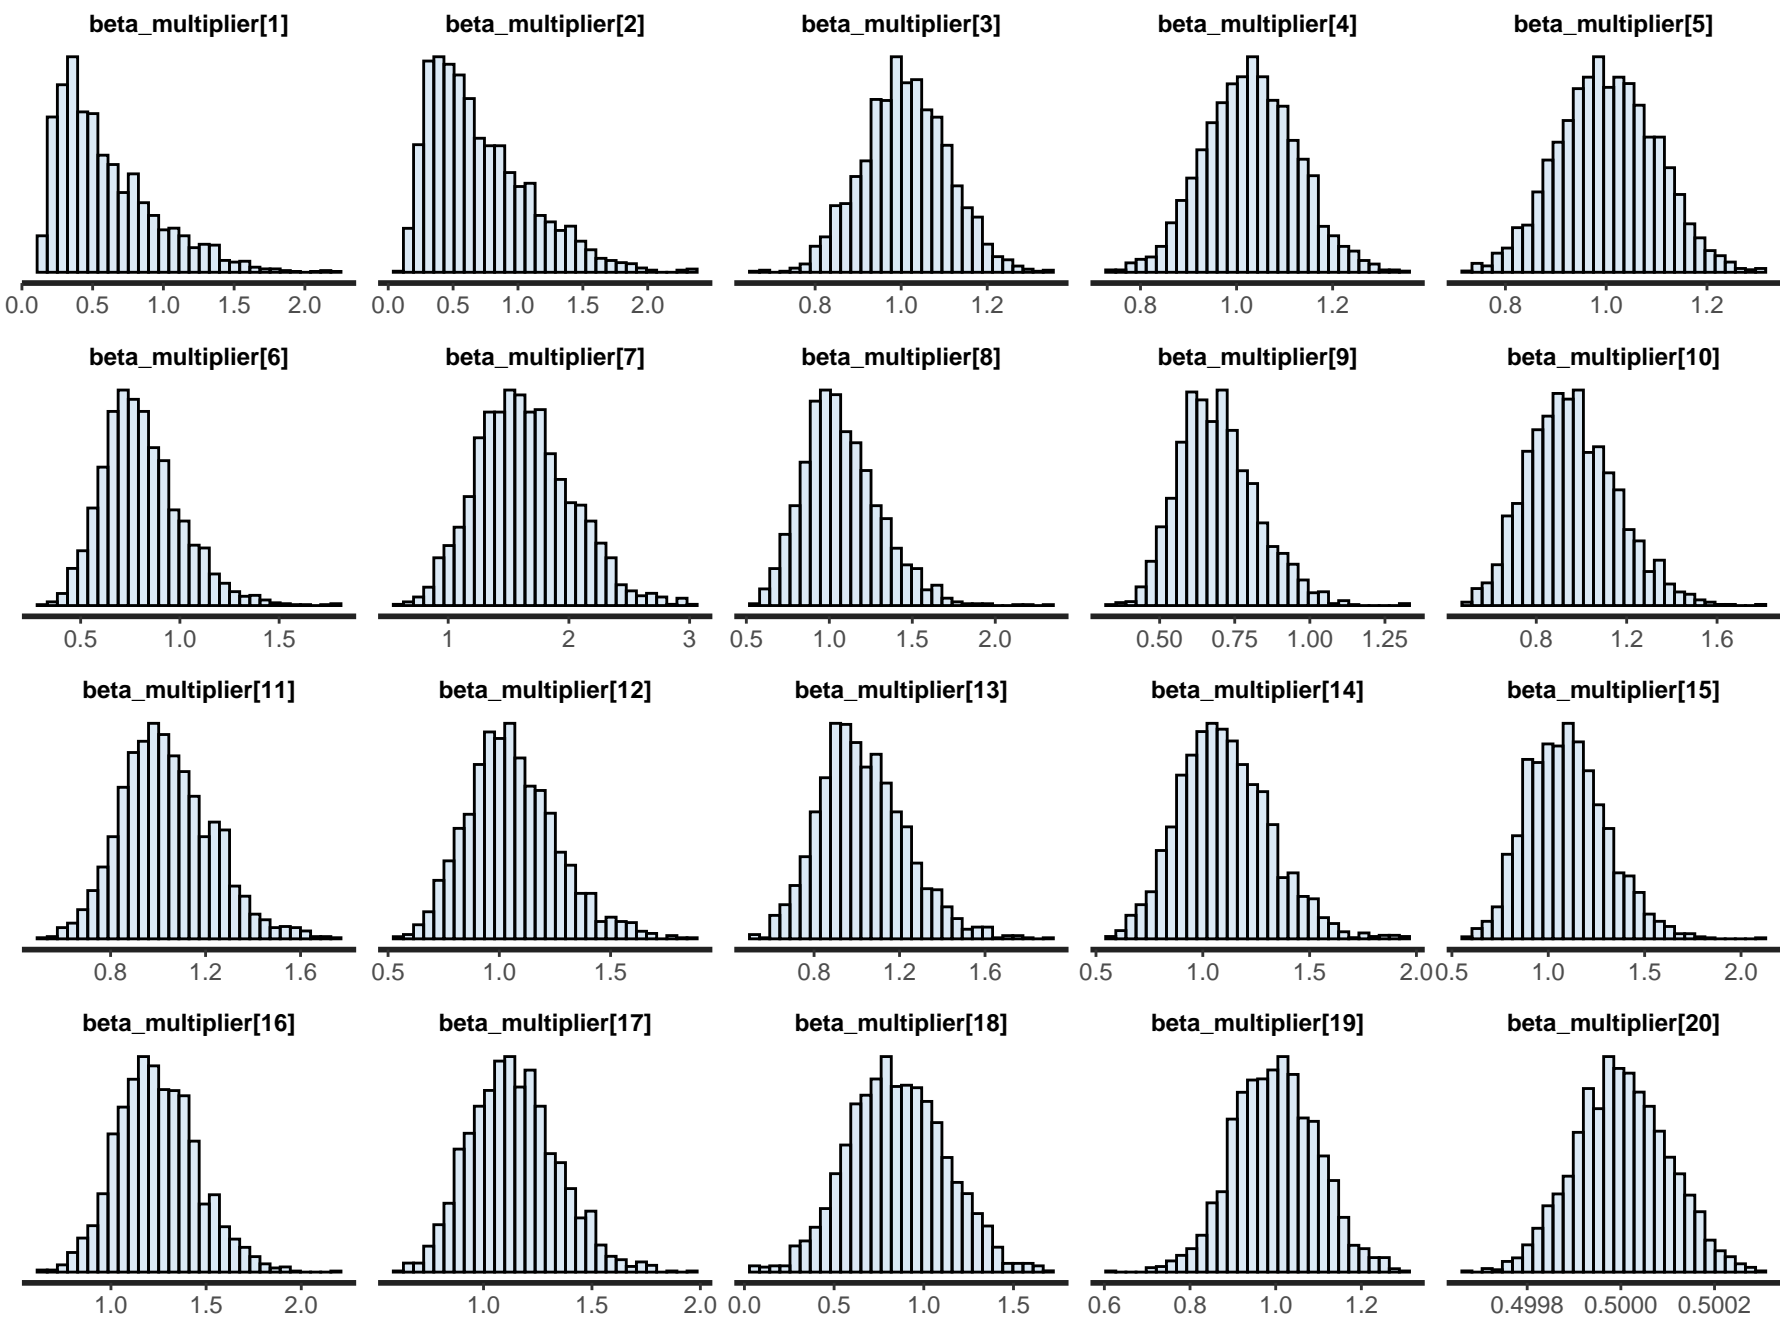 beta_multiplier[1] beta_multiplier[2] beta_multiplier[3] beta_multiplier[4] beta_multiplier[5]
0.0 0.5 1.0 1.5 2.0 0.0 0.5 1.0 1.5 2.0 0.8 1.0 1.2 0.8 1.0 1.2 0.8 1.0 1.2
beta_multiplier[6] beta_multiplier[7] beta_multiplier[8] beta_multiplier[9] beta_multiplier[10]
0.5 1.0 1.5 1 2 3 0.5 1.0 1.5 2.0 0.50 0.75 1.00 1.25 0.8 1.2 1.6
beta_multiplier[11] beta_multiplier[12] beta_multiplier[13] beta_multiplier[14] beta_multiplier[15]
0.8 1.2 1.6 0.5 1.0 1.5 0.8 1.2 1.6 0.5 1.0 1.5 2.0 0.5 1.0 1.5 2.0
beta_multiplier[16] beta_multiplier[17] beta_multiplier[18] beta_multiplier[19] beta_multiplier[20]
1.0 1.5 2.0 1.0 1.5 2.0 0.0 0.5 1.0 1.5 0.6 0.8 1.0 1.2 0.4998 0.5000 0.5002